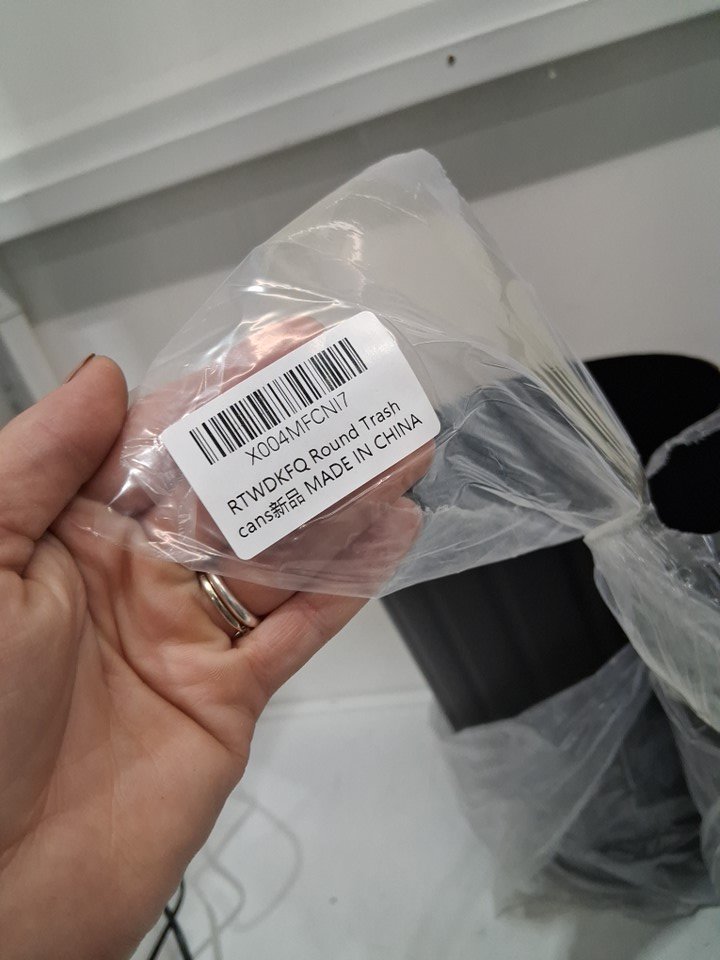 X004MFCNI7
RTWDKFQ Round Trash
cans新品 MADE IN CHINA